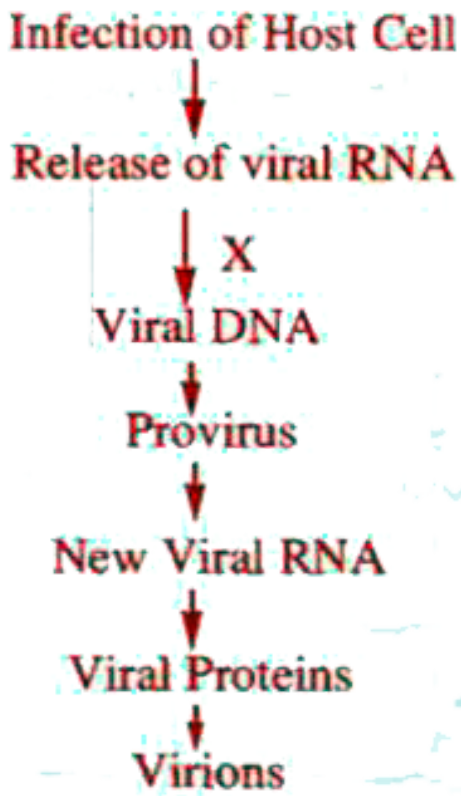 Infection of Host Cell
Release of viral RNA
X
Viral DNA
Provirus
New Viral RNA
Viral Proteins
Virions